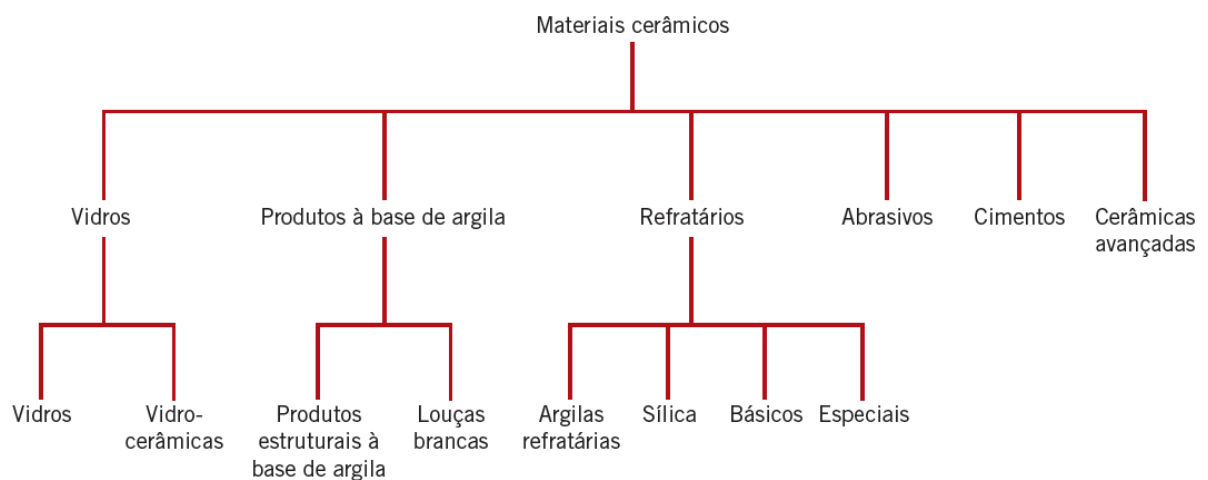 Materiais cerâmicos
Vidros
Produtos à base de argila
Refratários
Abrasivos
Cimentos
Cerâmicas
avançadas
Vidros
Vidro-
cerâmicas
Produtos
estruturais à
base de argila
Louças
brancas
Argilas
refratárias
Sílica
Básicos
Especiais